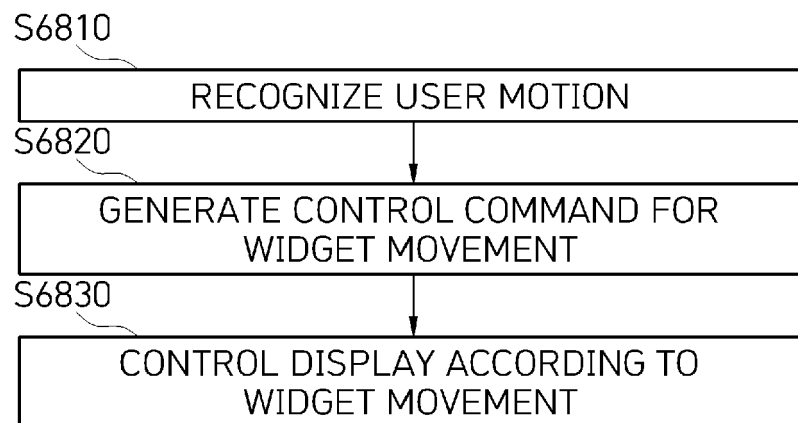 S6810
RECOGNIZE USER MOTION
S6820
GENERATE CONTROL COMMAND FOR
WIDGET MOVEMENT
S6830
CONTROL DISPLAY ACCORDING TO
WIDGET MOVEMENT